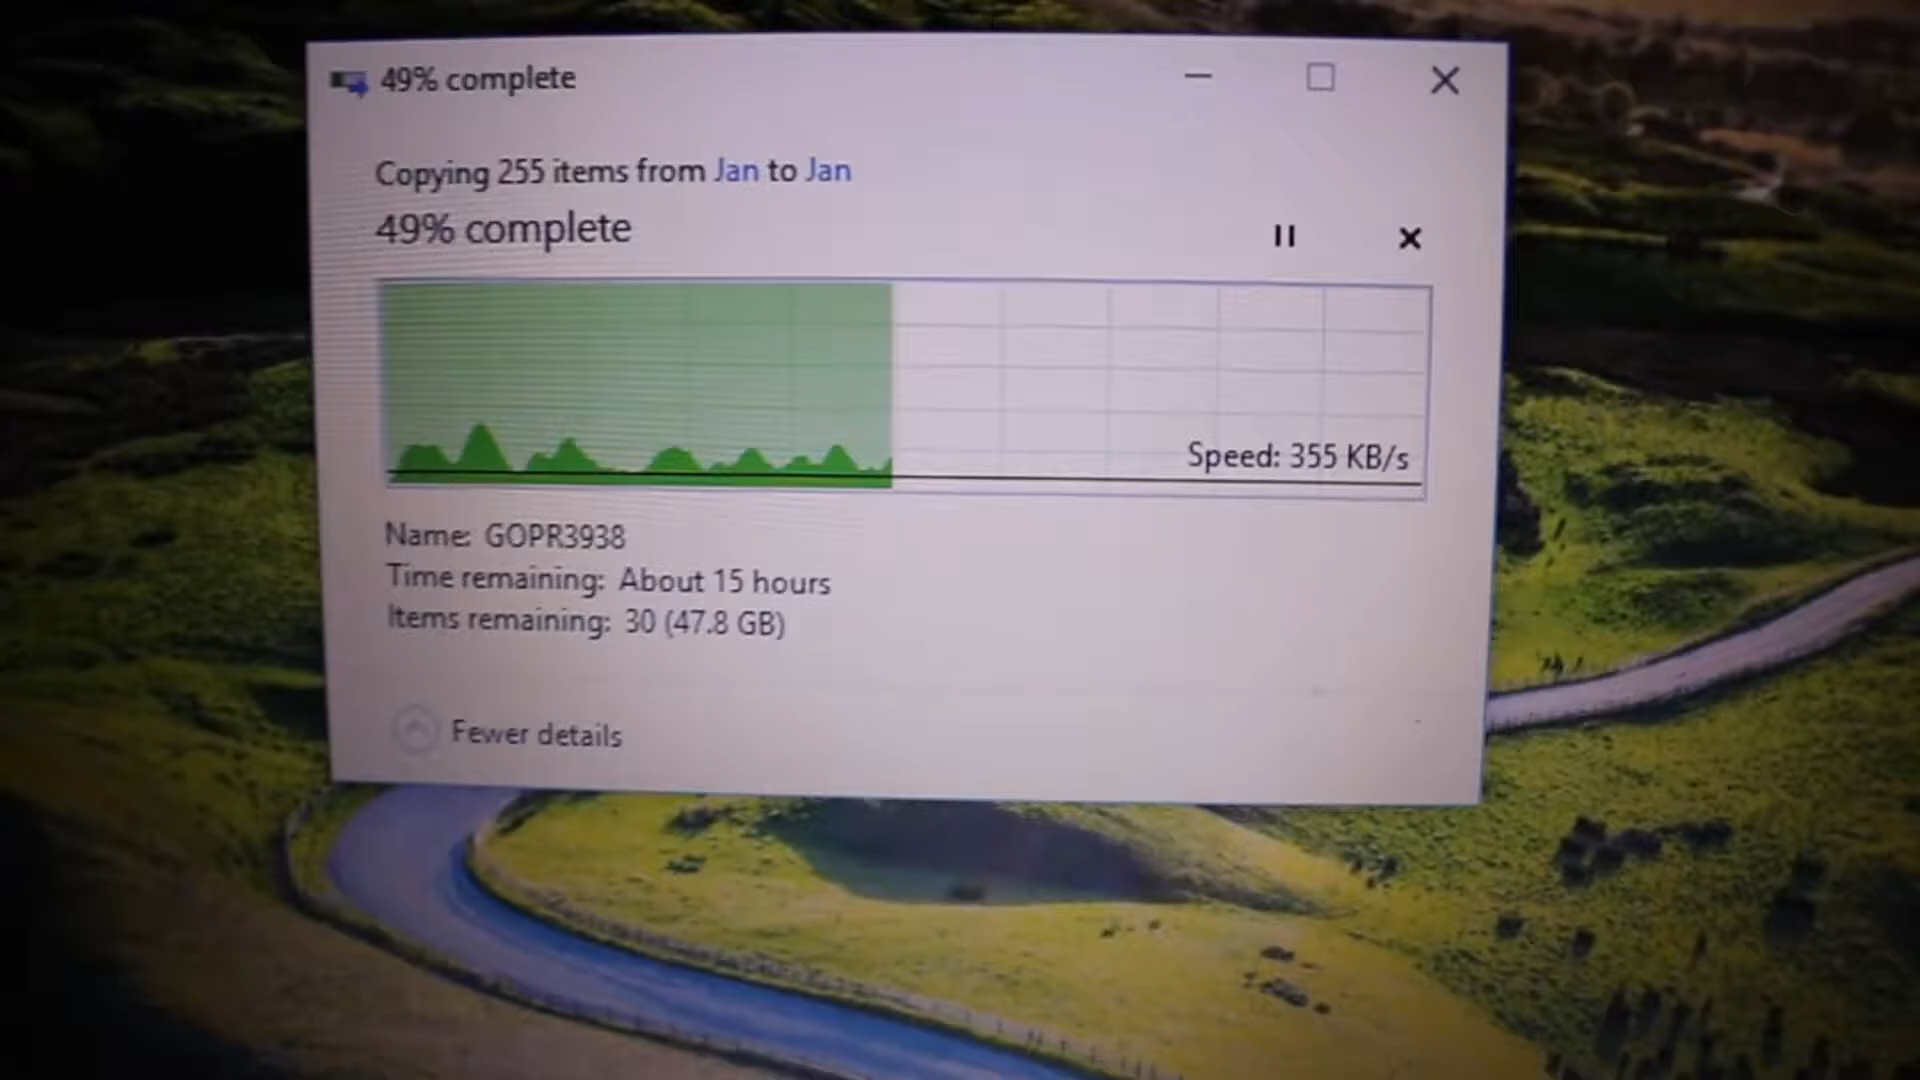 49% complete
Copying 255 items from Jan to Jan
49% complete
Speed: 355 KB/s
Name: GOPR3938
Time remaining: About 15 hours
Items remaining: 30 (47.8 GB)
Fewer details